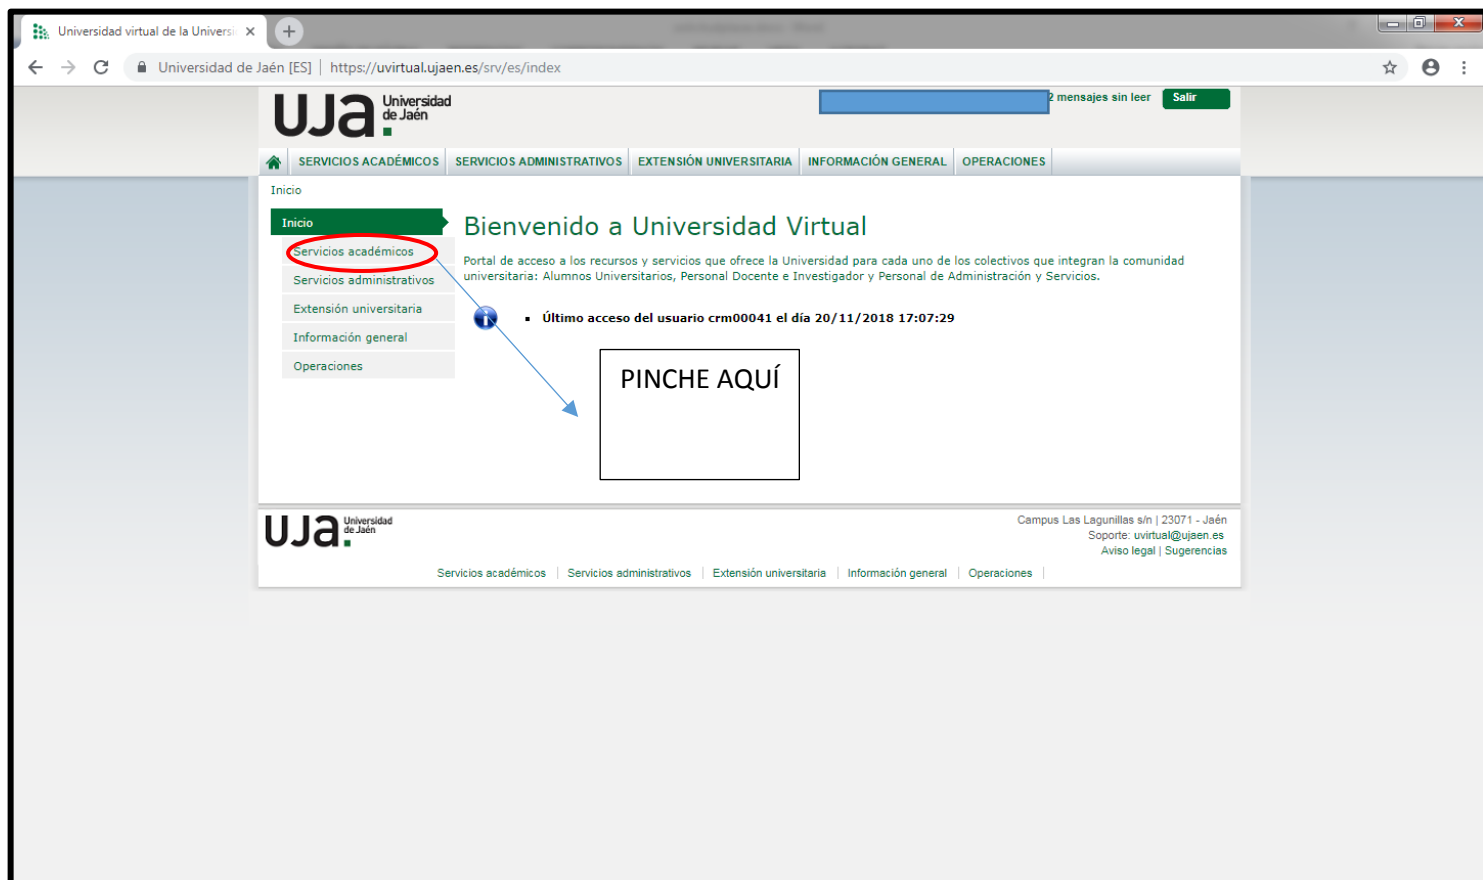 Universidad virtual de la Universi
Universidad de Jaén [ES] | https://uvirtual.ujaen.es/srv/es/index
UJa. Universidad de Jaén
2 mensajes sin leer
Salir
SERVICIOS ACADÉMICOS SERVICIOS ADMINISTRATIVOS EXTENSIÓN UNIVERSITARIA INFORMACIÓN GENERAL OPERACIONES
Inicio
Inicio
Servicios académicos
Servicios administrativos
Extensión universitaria
Información general
Operaciones
Bienvenido a Universidad Virtual
Portal de acceso a los recursos y servicios que ofrece la Universidad para cada uno de los colectivos que integran la comunidad
universitaria: Alumnos Universitarios, Personal Docente e Investigador y Personal de Administración y Servicios.
Último acceso del usuario crm00041 el día 20/11/2018 17:07:29
PINCHE AQUÍ
UJa. Universidad de Jaén
Campus Las Lagunillas s/n | 23071 - Jaén
Soporte: uvirtual@ujaen.es
Aviso legal | Sugerencias
Servicios académicos | Servicios administrativos | Extensión universitaria | Información general | Operaciones |